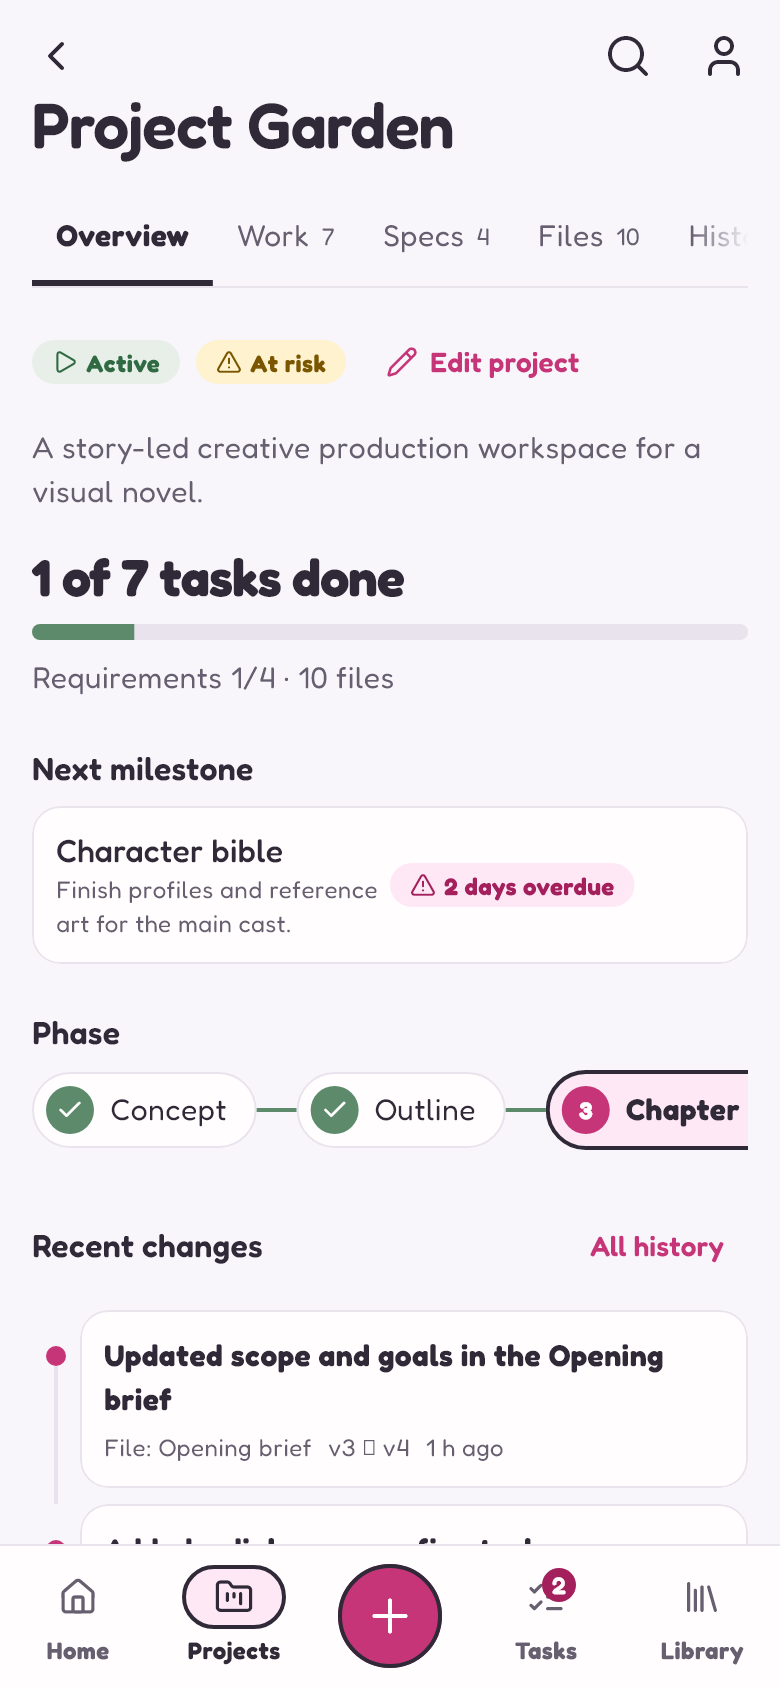 Project Garden
Overview Work 7 Specs 4 Files 10 Hist
Active At risk Edit project
A story-led creative production workspace for a
visual novel.
1 of 7 tasks done
Requirements 1/4 · 10 files
Next milestone
Character bible
Finish profiles and reference
art for the main cast.
2 days overdue
Phase
Concept Outline 3 Chapter
Recent changes All history
Updated scope and goals in the Opening
brief
File: Opening brief v3 v4 1 h ago
2
Home Projects Tasks Library